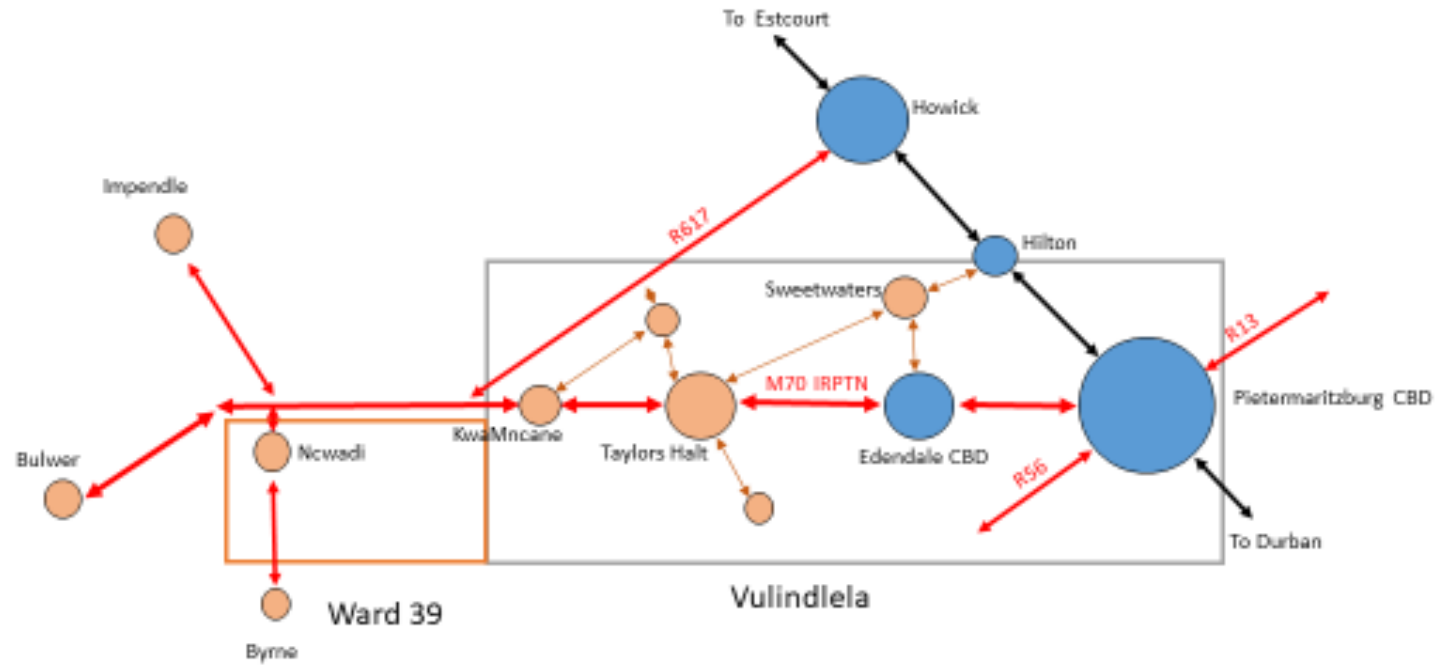 To Estcourt
Howick
Impendle
R617
Hilton
Sweetwaters
R13
M70 IRPTN
Pietermaritzburg CBD
KwaMncane
Taylors Halt
Edendale CBD
Ncwadi
Bulwer
R56
To Durban
Vulindlela
Ward 39
Byrne